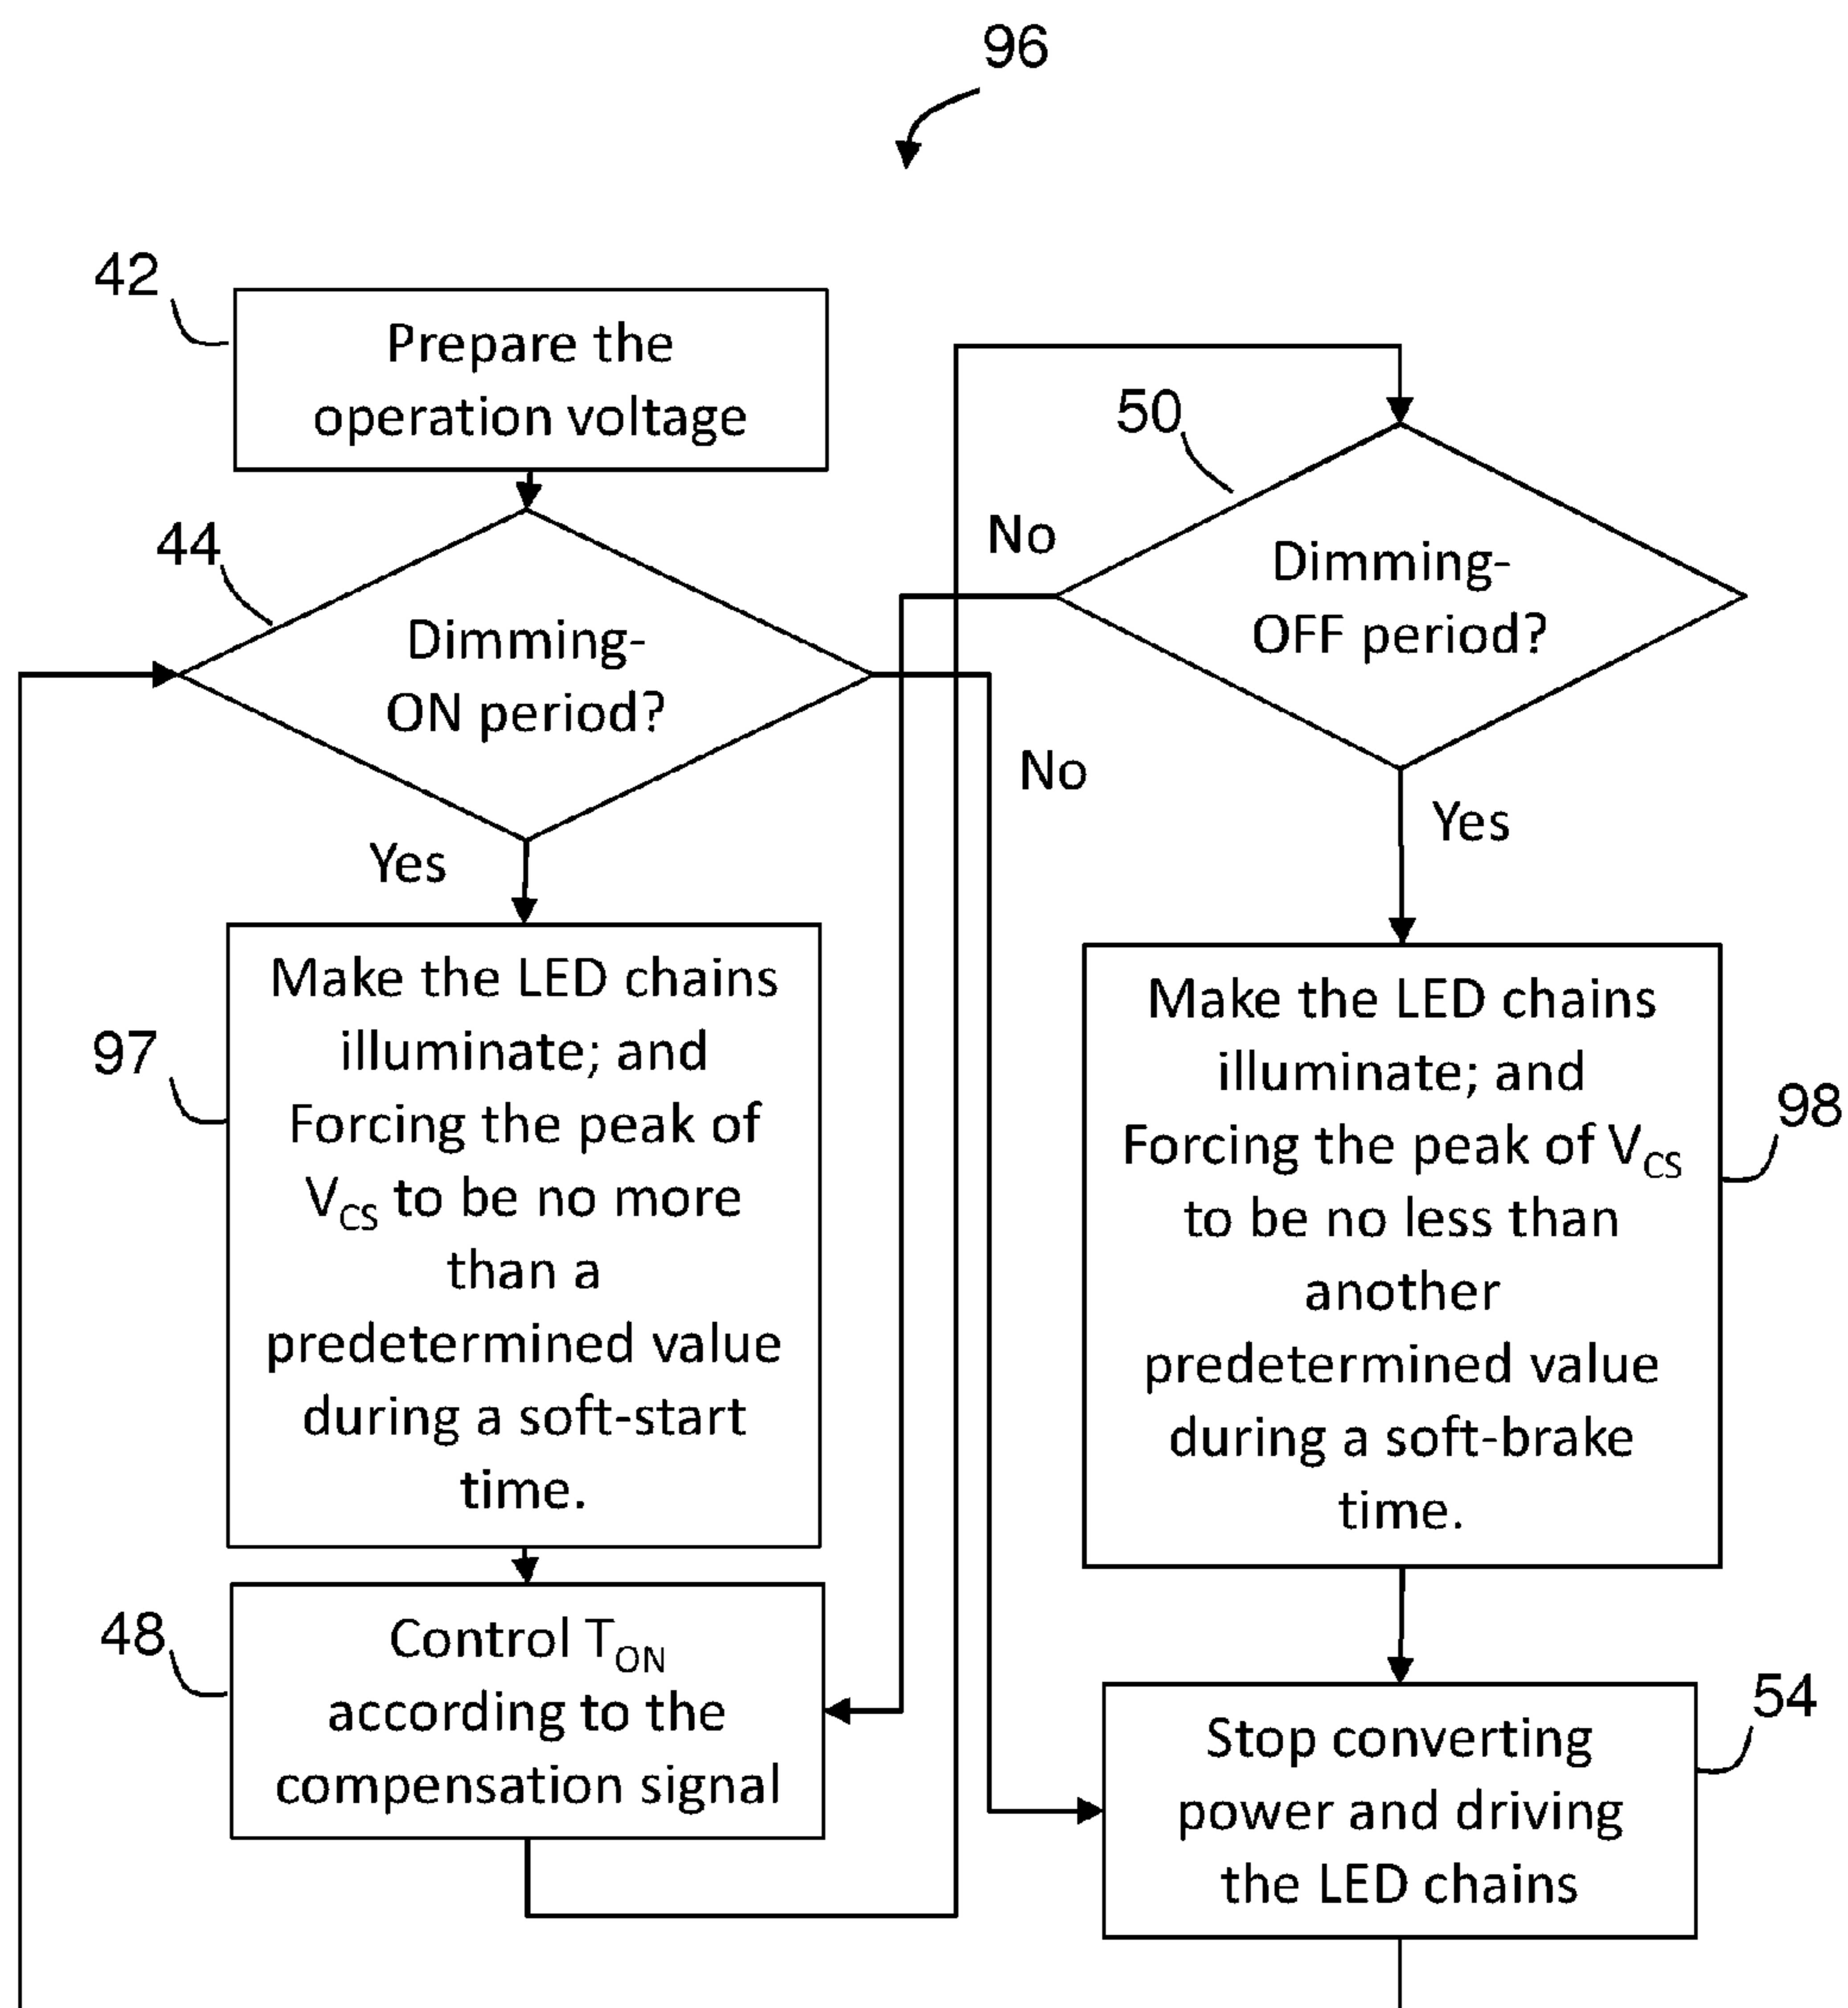 96
42
Prepare the
operation voltage
44
Dimming-
ON period?
No
Yes
97
Make the LED chains
illuminate; and
Forcing the peak of
V_CS to be no more
than a
predetermined value
during a soft-start
time.
48
Control T_ON
according to the
compensation signal
50
Dimming-
OFF period?
No
Yes
98
Make the LED chains
illuminate; and
Forcing the peak of V_CS
to be no less than
another
predetermined value
during a soft-brake
time.
54
Stop converting
power and driving
the LED chains